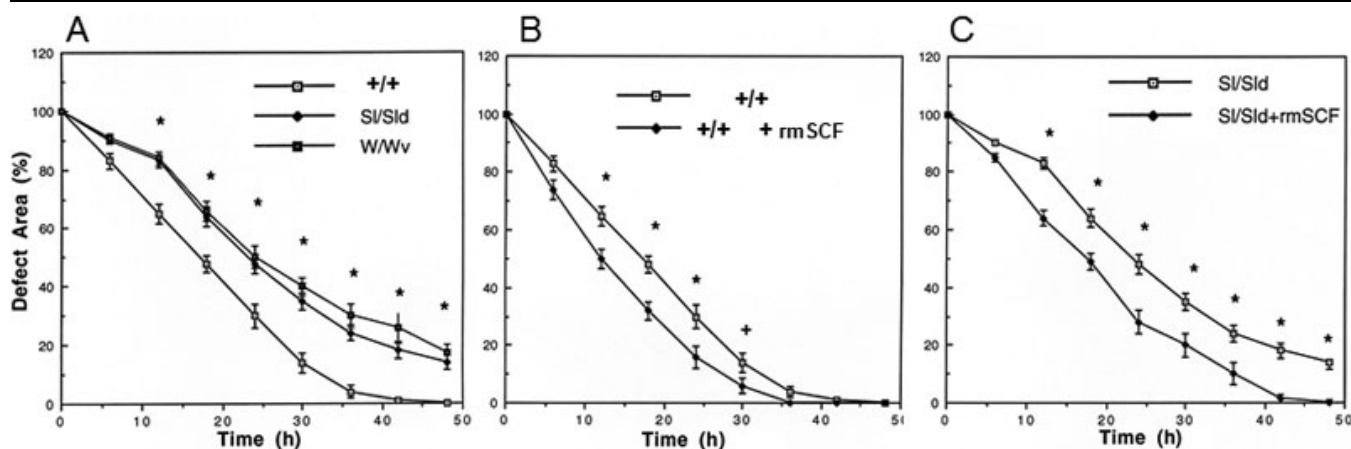 A
B
C
120
100
80
60
40
20
0
+/+
Sl/Sld
W/Wv
* * * * * * *
Defect Area (%)
0 10 20 30 40 50
Time (h)
120
100
80
60
40
20
0
+/+
+/+ + rmSCF
* * * +
0 10 20 30 40 50
Time (h)
120
100
80
60
40
20
0
Sl/Sld
Sl/Sld+rmSCF
* * * * * * *
0 10 20 30 40 50
Time (h)